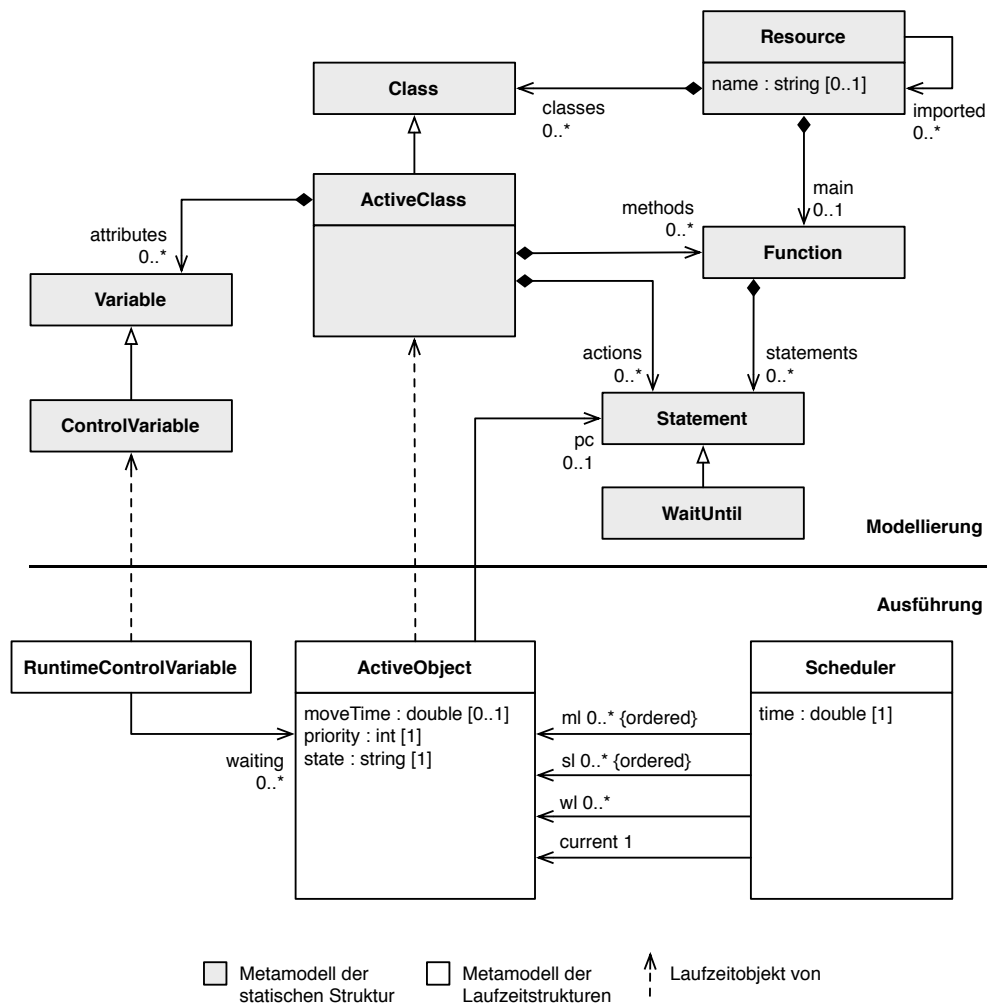 Resource
name : string [0..1]
imported
0..*
Class
classes
0..*
ActiveClass
main
0..1
methods
0..*
attributes
0..*
Function
Variable
actions
0..*
statements
0..*
ControlVariable
Statement
pc
0..1
WaitUntil
Modellierung
Ausführung
RuntimeControlVariable
ActiveObject
moveTime : double [0..1]
priority : int [1]
state : string [1]
waiting
0..*
Scheduler
time : double [1]
ml 0..* {ordered}
sl 0..* {ordered}
wl 0..*
current 1
Metamodell der
statischen Struktur
Metamodell der
Laufzeitstrukturen
Laufzeitobjekt von